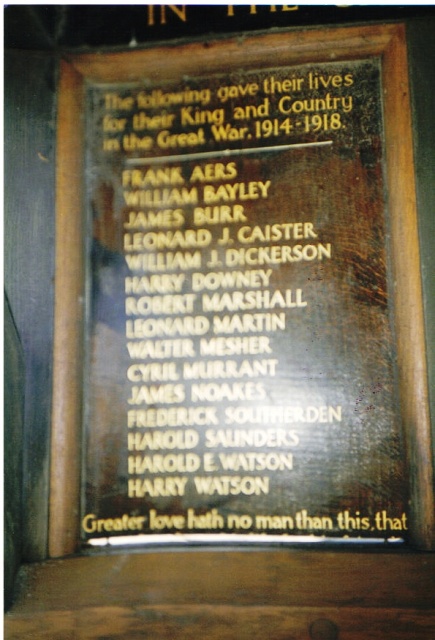 IN THE
The following gave their lives
for their King and Country
in the Great War, 1914-1918.
FRANK AERS
WILLIAM BAYLEY
JAMES BURR
LEONARD J. CAISTER
WILLIAM J. DICKERSON
HARRY DOWNEY
ROBERT MARSHALL
LEONARD MARTIN
WALTER MESHER
CYRIL MURRANT
JAMES NOAKES
FREDERICK SOUTHERDEN
HAROLD SAUNDERS
HAROLD E. WATSON
HARRY WATSON
Greater love hath no man than this, that